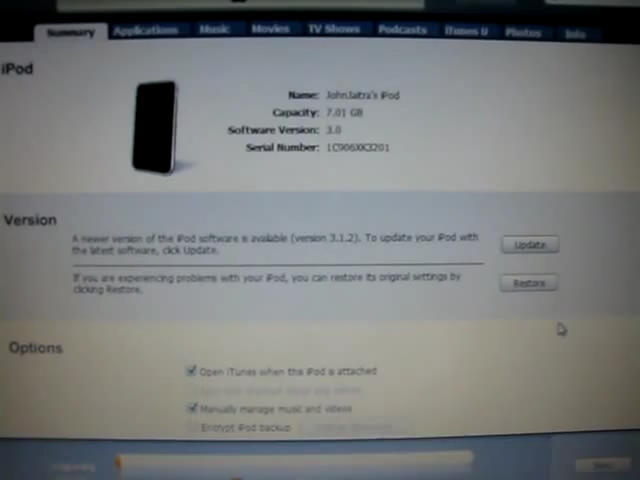 Summary Applications Music Movies TV Shows Podcasts iTunes U Photos Info
iPod
Name: JohnJaitra's iPod
Capacity: 7.01 GB
Software Version: 3.0
Serial Number: 1C906XK3201
Version
A newer version of the iPod software is available (version 3.1.2). To update your iPod with
the latest software, click Update.
Update
If you are experiencing problems with your iPod, you can restore its original settings by
clicking Restore.
Restore
Options
Open iTunes when this iPod is attached
Manually manage music and videos
Encrypt iPod backup